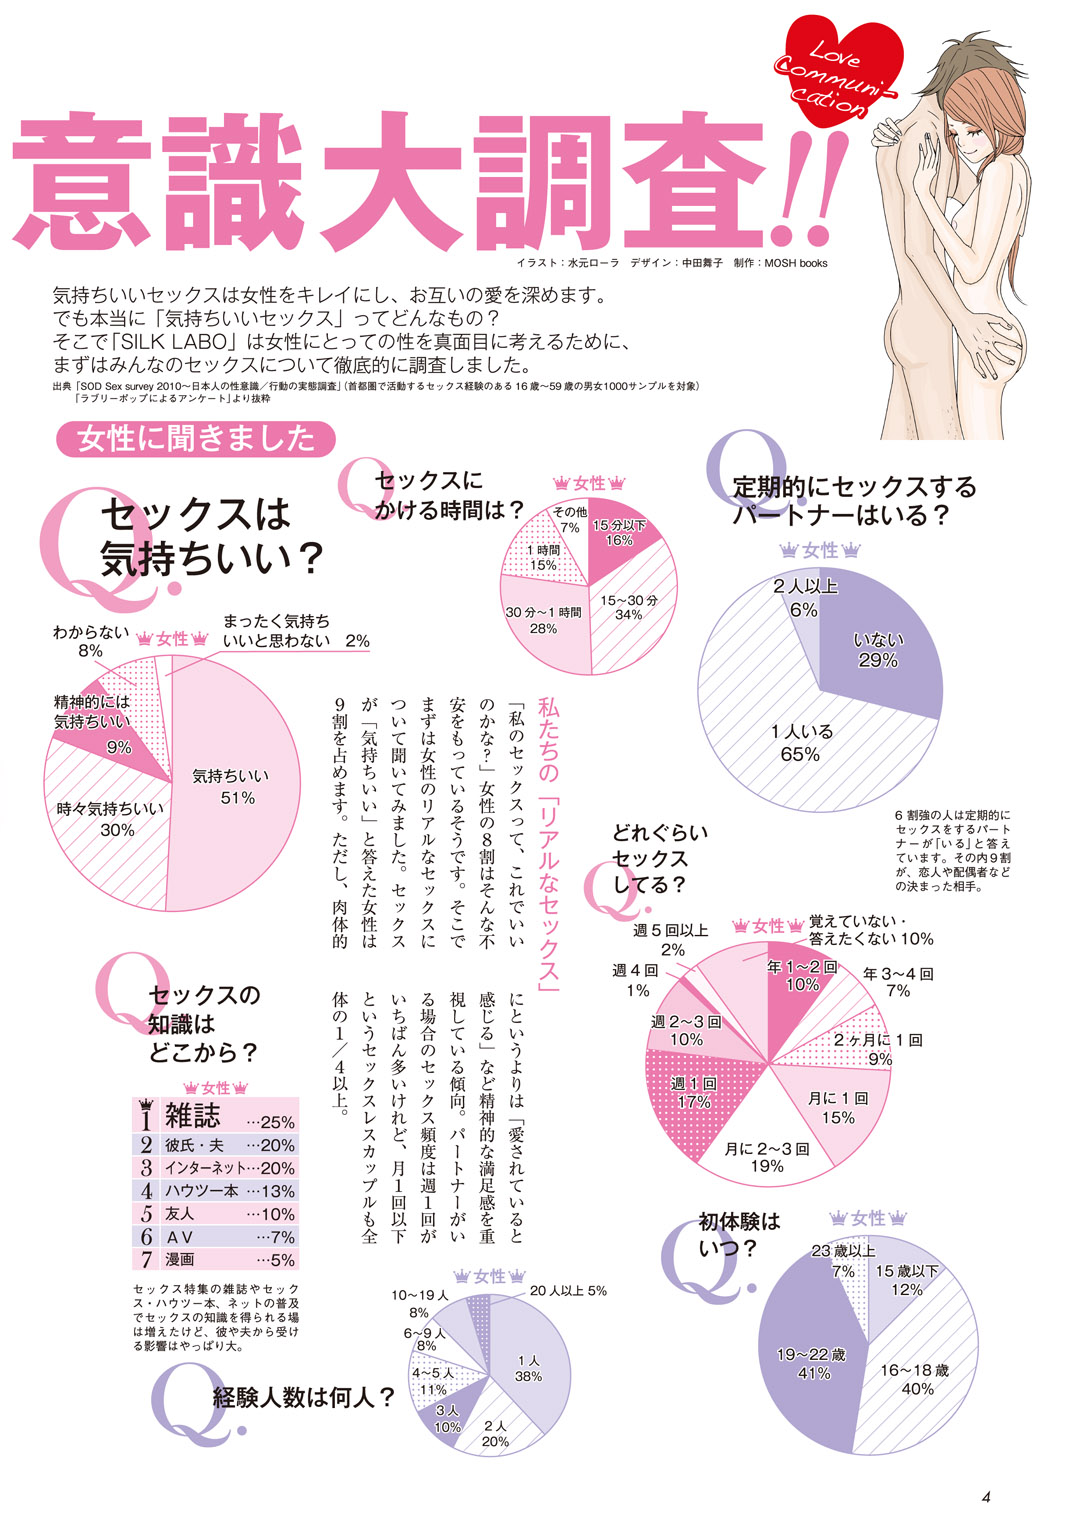 Love
Communi-
cation
意識大調査!!
イラスト：水元ローラ　デザイン：中田舞子　制作：MOSH books
気持ちいいセックスは女性をキレイにし、お互いの愛を深めます。
でも本当に「気持ちいいセックス」ってどんなもの？
そこで「SILK LABO」は女性にとっての性を真面目に考えるために、
まずはみんなのセックスについて徹底的に調査しました。
出典「SOD Sex survey 2010〜日本人の性意識／行動の実態調査」（首都圏で活動するセックス経験のある16歳〜59歳の男女1000サンプルを対象）
「ラブリーポップによるアンケート」より抜粋
女性に聞きました
Q.
セックスは
気持ちいい？
女性
まったく気持ち
いいと思わない　2%
わからない
8%
精神的には
気持ちいい
9%
時々気持ちいい
30%
気持ちいい
51%
Q.
セックスに
かける時間は？
女性
その他
7%
15分以下
16%
1時間
15%
15〜30分
34%
30分〜1時間
28%
Q.
定期的にセックスする
パートナーはいる？
女性
2人以上
6%
いない
29%
1人いる
65%
6割強の人は定期的に
セックスをするパート
ナーが「いる」と答え
ています。その内9割
が、恋人や配偶者など
の決まった相手。
私たちの「リアルなセックス」
「私のセックスって、これでいい
のかな？」女性の8割はそんな不
安をもっているそうです。そこで
まずは女性のリアルなセックスに
ついて聞いてみました。セックス
が「気持ちいい」と答えた女性は
9割を占めます。ただし、肉体的
にというよりは「愛されていると
感じる」など精神的な満足感を重
視している傾向。パートナーがい
る場合のセックス頻度は週1回が
いちばん多いけれど、月1回以下
というセックスレスカップルも全
体の1／4以上。
Q.
どれぐらい
セックス
してる？
女性
覚えていない・
答えたくない 10%
週5回以上
2%
週4回
1%
週2〜3回
10%
週1回
17%
月に2〜3回
19%
月に1回
15%
2ヶ月に1回
9%
年3〜4回
7%
年1〜2回
10%
Q.
セックスの
知識は
どこから？
女性
1 雑誌 …25%
2 彼氏・夫 …20%
3 インターネット…20%
4 ハウツー本 …13%
5 友人 …10%
6 AV …7%
7 漫画 …5%
セックス特集の雑誌やセック
ス・ハウツー本、ネットの普及
でセックスの知識を得られる場
は増えたけど、彼や夫から受け
る影響はやっぱり大。
Q.
経験人数は何人？
女性
20人以上 5%
10〜19人
8%
6〜9人
8%
4〜5人
11%
3人
10%
2人
20%
1人
38%
Q.
初体験は
いつ？
女性
23歳以上
7%
15歳以下
12%
19〜22歳
41%
16〜18歳
40%
4